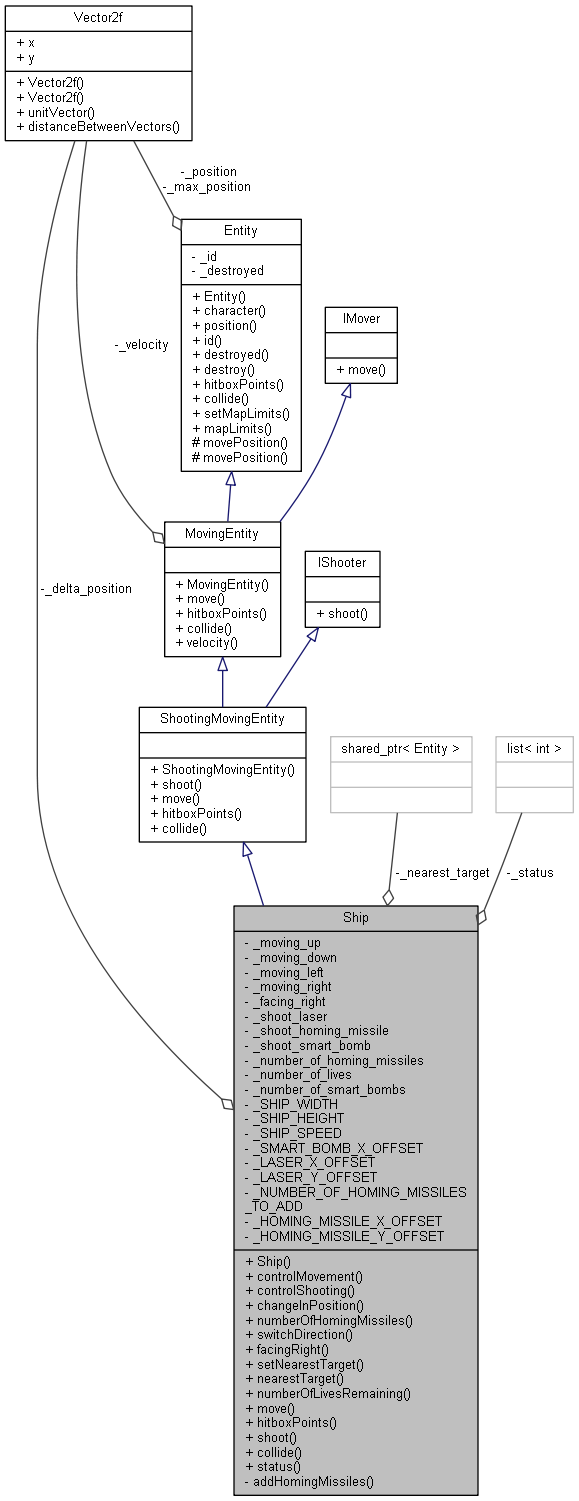 Vector2f
+ x
+ y
+ Vector2f()
+ Vector2f()
+ unitVector()
+ distanceBetweenVectors()
-_position
-_max_position
Entity
- _id
- _destroyed
+ Entity()
+ character()
+ position()
+ id()
+ destroyed()
+ destroy()
+ hitboxPoints()
+ collide()
+ setMapLimits()
+ mapLimits()
# movePosition()
# movePosition()
IMover
+ move()
-_velocity
MovingEntity
+ MovingEntity()
+ move()
+ hitboxPoints()
+ collide()
+ velocity()
IShooter
+ shoot()
-_delta_position
ShootingMovingEntity
+ ShootingMovingEntity()
+ shoot()
+ move()
+ hitboxPoints()
+ collide()
shared_ptr< Entity >
list< int >
-_nearest_target
-_status
Ship
- _moving_up
- _moving_down
- _moving_left
- _moving_right
- _facing_right
- _shoot_laser
- _shoot_homing_missile
- _shoot_smart_bomb
- _number_of_homing_missiles
- _number_of_lives
- _number_of_smart_bombs
- _SHIP_WIDTH
- _SHIP_HEIGHT
- _SHIP_SPEED
- _SMART_BOMB_X_OFFSET
- _LASER_X_OFFSET
- _LASER_Y_OFFSET
- _NUMBER_OF_HOMING_MISSILES
_TO_ADD
- _HOMING_MISSILE_X_OFFSET
- _HOMING_MISSILE_Y_OFFSET
+ Ship()
+ controlMovement()
+ controlShooting()
+ changeInPosition()
+ numberOfHomingMissiles()
+ switchDirection()
+ facingRight()
+ setNearestTarget()
+ nearestTarget()
+ numberOfLivesRemaining()
+ move()
+ hitboxPoints()
+ shoot()
+ collide()
+ status()
- addHomingMissiles()